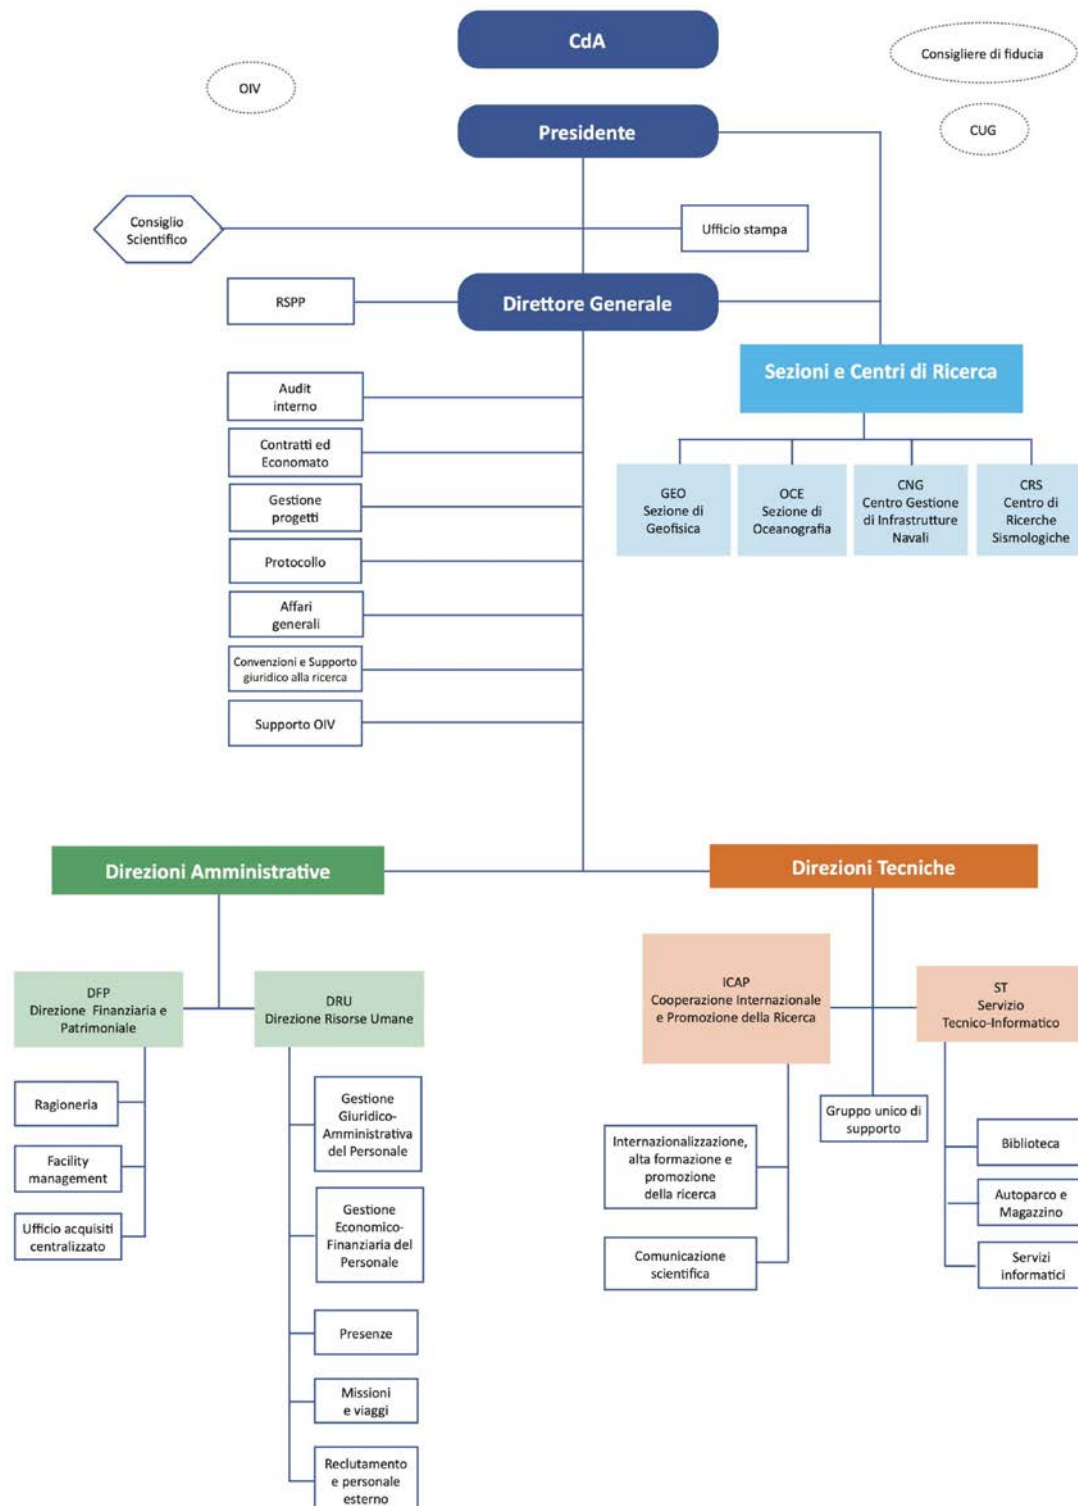 CdA
Consigliere di fiducia
OIV
CUG
Presidente
Consiglio
Scientifico
Ufficio stampa
RSPP
Direttore Generale
Sezioni e Centri di Ricerca
Audit
interno
Contratti ed
Economato
Gestione
progetti
Protocollo
Affari
generali
Convenzioni e Supporto
giuridico alla ricerca
Supporto OIV
GEO
Sezione di
Geofisica
OCE
Sezione di
Oceanografia
CNG
Centro Gestione
di Infrastrutture
Navali
CRS
Centro di
Ricerche
Sismologiche
Direzioni Amministrative
Direzioni Tecniche
DFP
Direzione Finanziaria e
Patrimoniale
DRU
Direzione Risorse Umane
ICAP
Cooperazione Internazionale
e Promozione della Ricerca
ST
Servizio
Tecnico-Informatico
Ragioneria
Facility
management
Ufficio acquisiti
centralizzato
Gestione
Giuridico-
Amministrativa
del Personale
Gestione
Economico-
Finanziaria del
Personale
Presenze
Missioni
e viaggi
Reclutamento
e personale
esterno
Internazionalizzazione,
alta formazione e
promozione
della ricerca
Comunicazione
scientifica
Gruppo unico di
supporto
Biblioteca
Autoparco e
Magazzino
Servizi
informatici